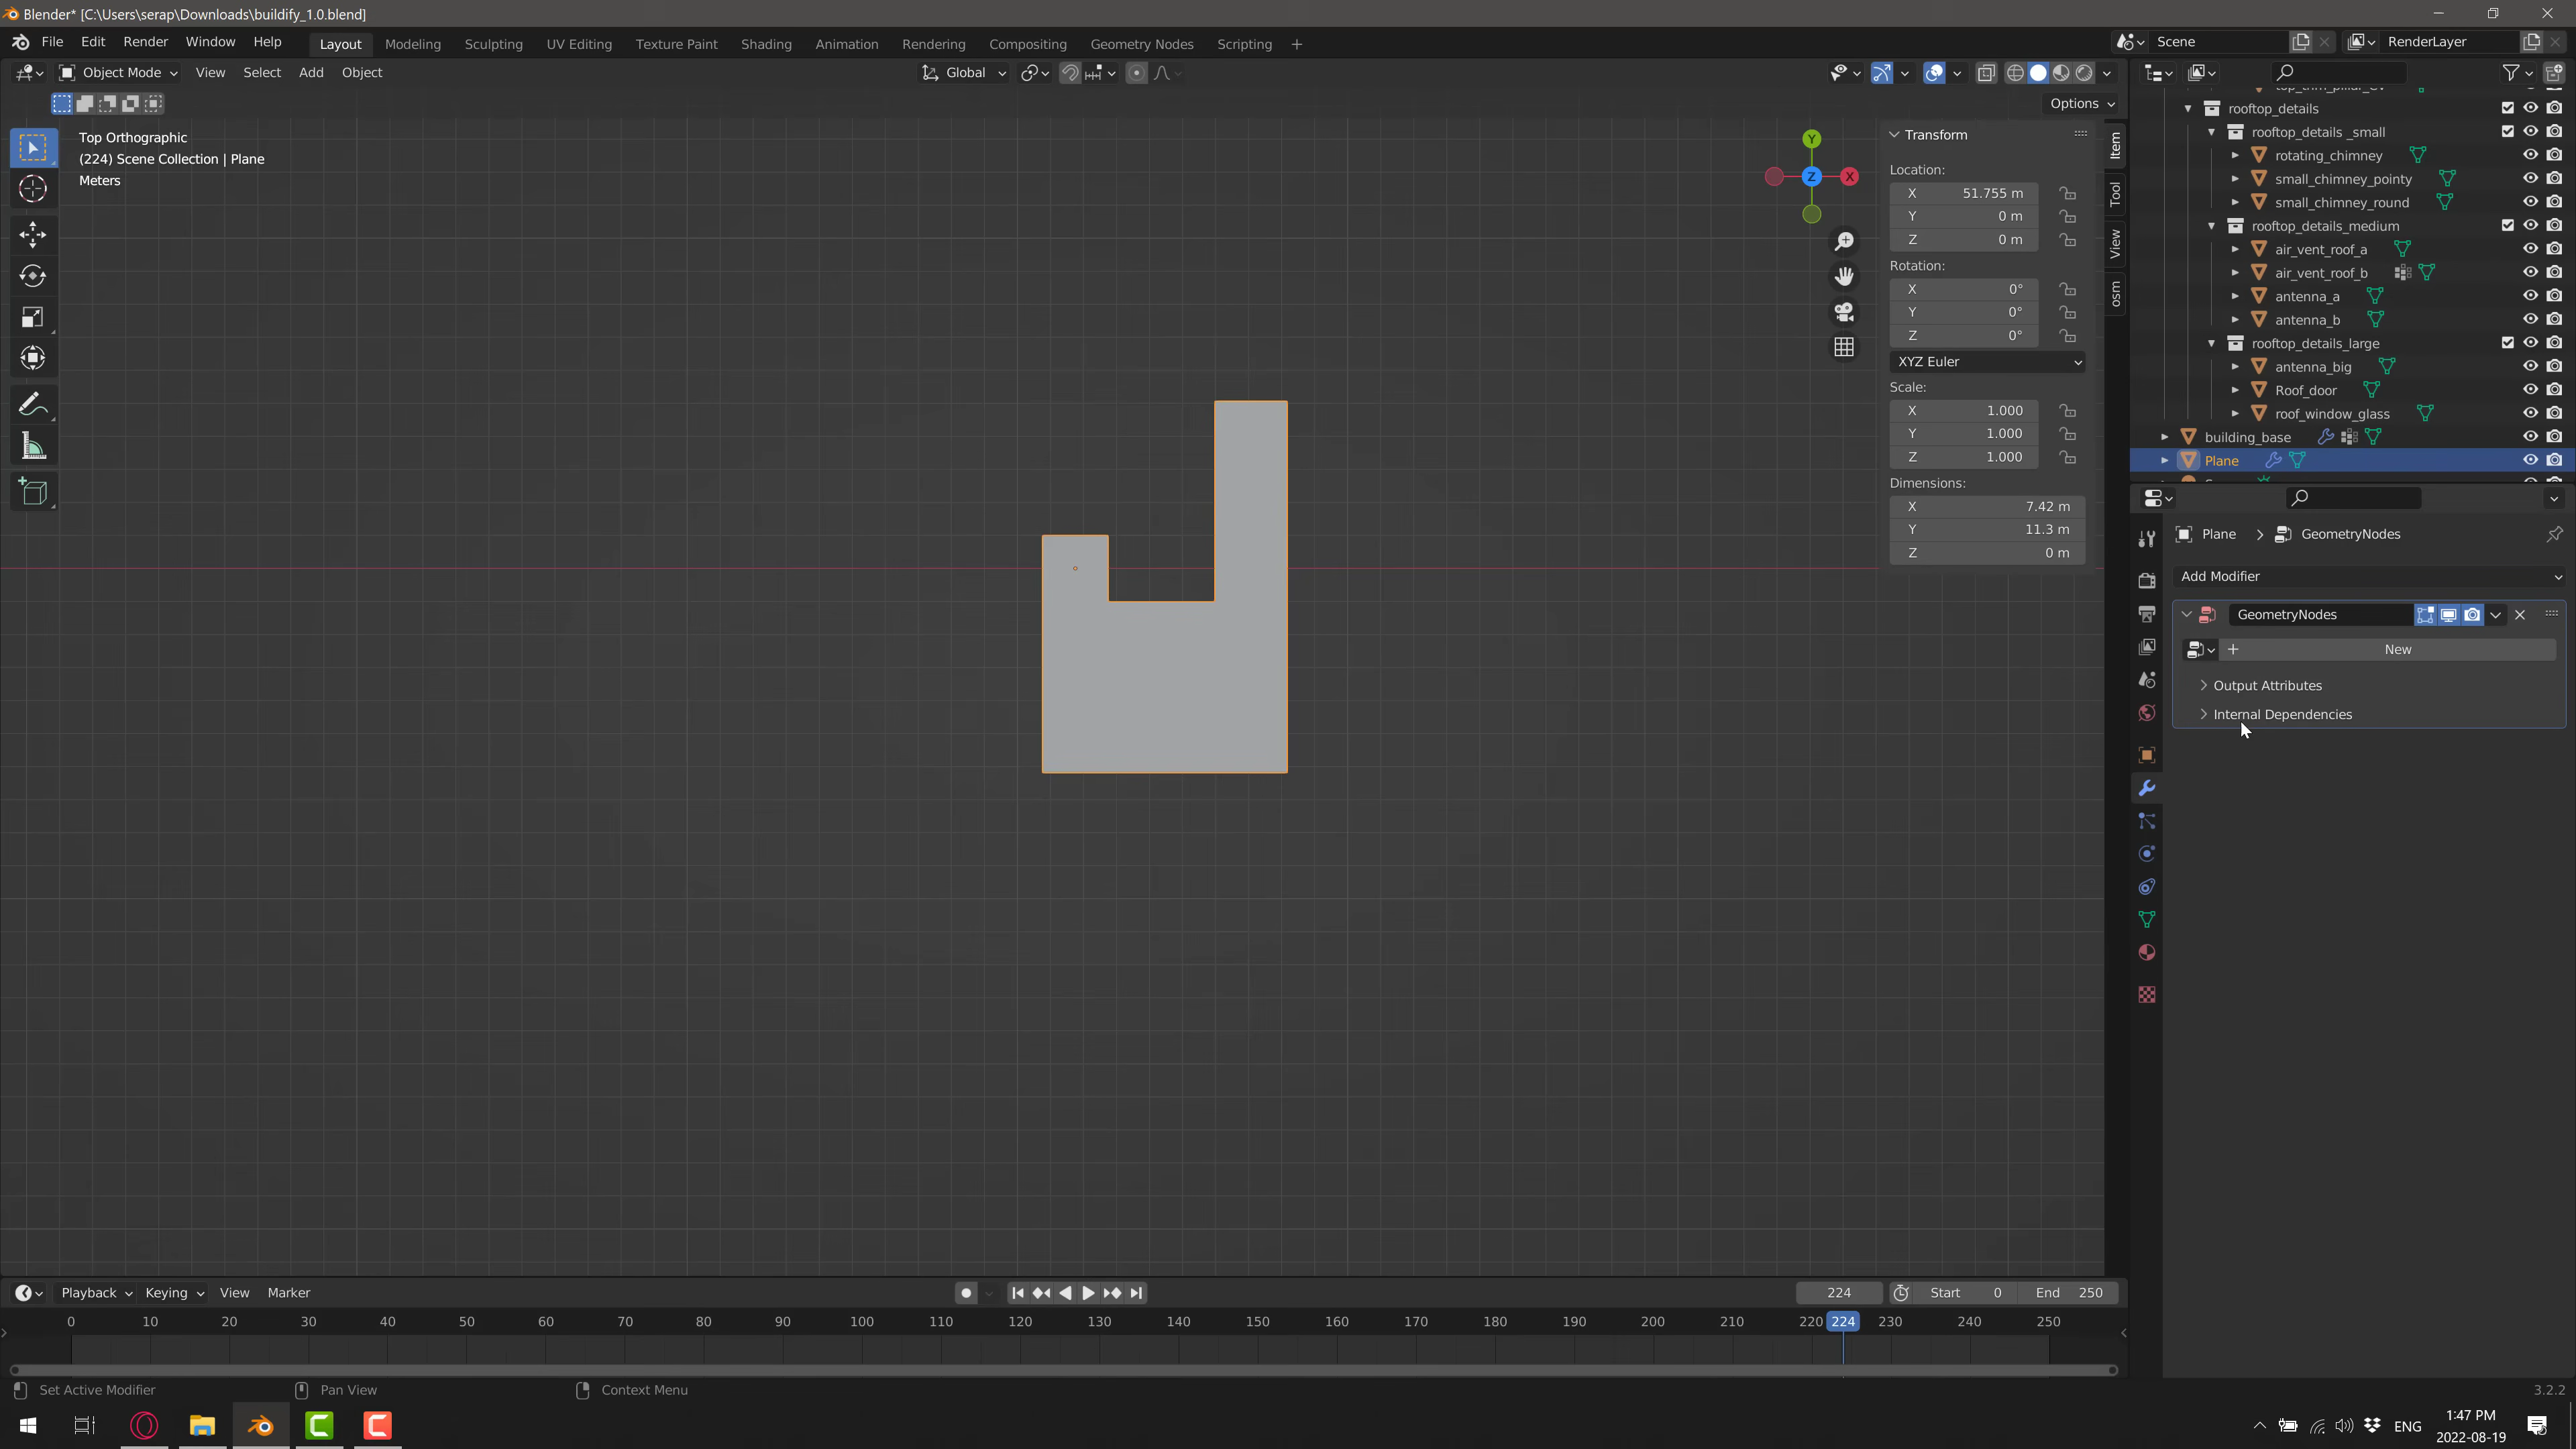 Blender* [C:\Users\serap\Downloads\buildify_1.0.blend]
File Edit Render Window Help
Layout Modeling Sculpting UV Editing Texture Paint Shading Animation Rendering Compositing Geometry Nodes Scripting +
Scene
RenderLayer
Object Mode View Select Add Object
Global
Options
Top Orthographic
(224) Scene Collection | Plane
Meters
Y
X
Z
Transform
Location:
X 51.755 m
Y 0 m
Z 0 m
Rotation:
X 0°
Y 0°
Z 0°
XYZ Euler
Scale:
X 1.000
Y 1.000
Z 1.000
Dimensions:
X 7.42 m
Y 11.3 m
Z 0 m
Item
Tool
View
osm
rooftop_details
rooftop_details _small
rotating_chimney
small_chimney_pointy
small_chimney_round
rooftop_details_medium
air_vent_roof_a
air_vent_roof_b
antenna_a
antenna_b
rooftop_details_large
antenna_big
Roof_door
roof_window_glass
building_base
Plane
Plane > GeometryNodes
Add Modifier
GeometryNodes
+ New
Output Attributes
Internal Dependencies
Playback Keying View Marker
224 Start 0 End 250
0 10 20 30 40 50 60 70 80 90 100 110 120 130 140 150 160 170 180 190 200 210 220 224 230 240 250
Set Active Modifier Pan View Context Menu
3.2.2
ENG
1:47 PM
2022-08-19